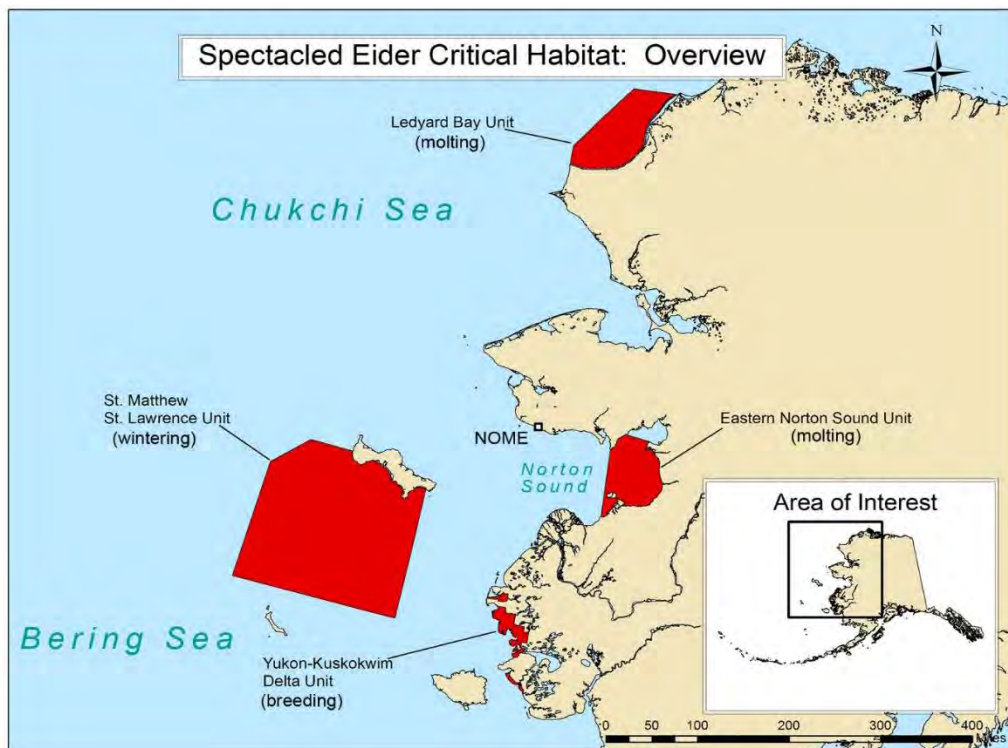 Spectacled Eider Critical Habitat: Overview
N
Ledyard Bay Unit
(molting)
Chukchi Sea
St. Matthew
St. Lawrence Unit
(wintering)
NOME
Eastern Norton Sound Unit
(molting)
Norton
Sound
Area of Interest
Bering Sea
Yukon-Kuskokwim
Delta Unit
(breeding)
0 50 100 200 300 400
Miles